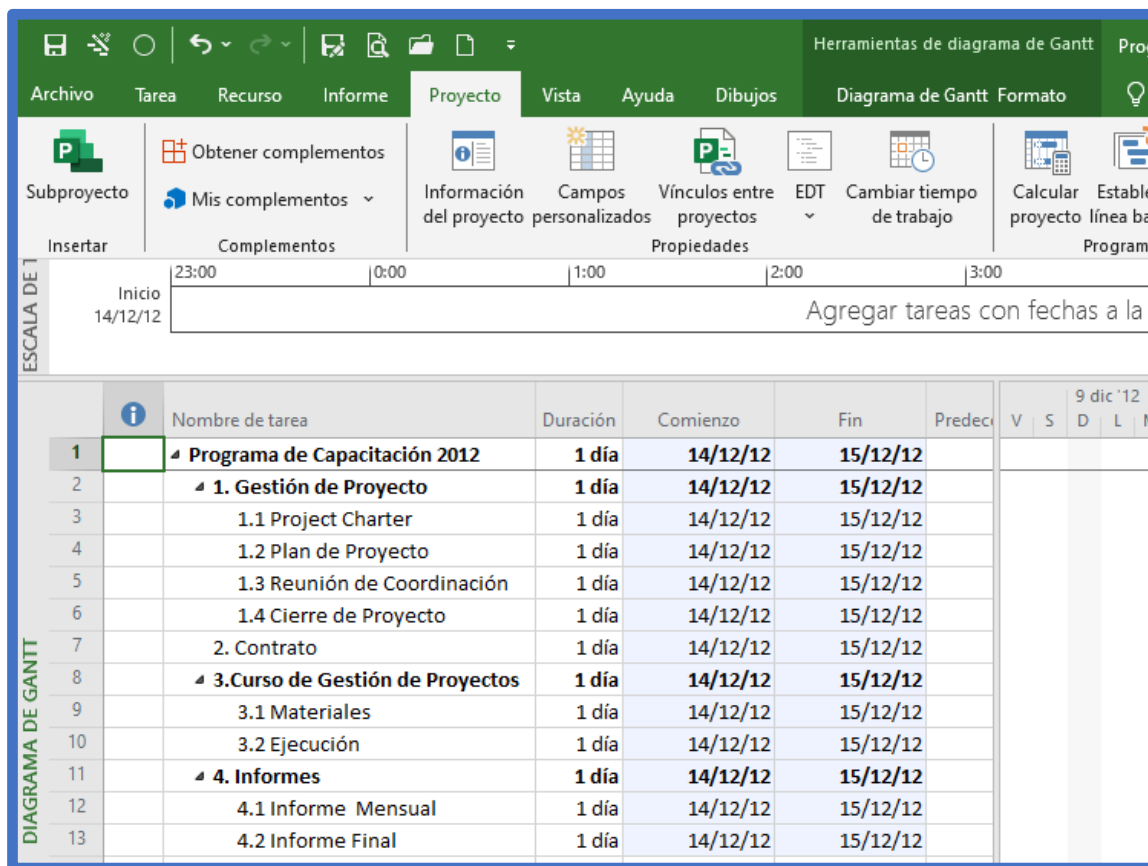 Herramientas de diagrama de Gantt
Archivo Tarea Recurso Informe Proyecto Vista Ayuda Dibujos Diagrama de Gantt Formato
Obtener complementos
Mis complementos
Subproyecto
Información del proyecto
Campos personalizados
Vínculos entre proyectos
EDT
Cambiar tiempo de trabajo
Calcular proyecto
Insertar Complementos Propiedades
23:00 0:00 1:00 2:00 3:00
Inicio
14/12/12
Agregar tareas con fechas a la
ESCALA DE
9 dic '12
Nombre de tarea Duración Comienzo Fin V S D L
1 Programa de Capacitación 2012 1 día 14/12/12 15/12/12
2 1. Gestión de Proyecto 1 día 14/12/12 15/12/12
3 1.1 Project Charter 1 día 14/12/12 15/12/12
4 1.2 Plan de Proyecto 1 día 14/12/12 15/12/12
5 1.3 Reunión de Coordinación 1 día 14/12/12 15/12/12
6 1.4 Cierre de Proyecto 1 día 14/12/12 15/12/12
7 2. Contrato 1 día 14/12/12 15/12/12
8 3.Curso de Gestión de Proyectos 1 día 14/12/12 15/12/12
9 3.1 Materiales 1 día 14/12/12 15/12/12
10 3.2 Ejecución 1 día 14/12/12 15/12/12
11 4. Informes 1 día 14/12/12 15/12/12
12 4.1 Informe Mensual 1 día 14/12/12 15/12/12
13 4.2 Informe Final 1 día 14/12/12 15/12/12
DIAGRAMA DE GANTT